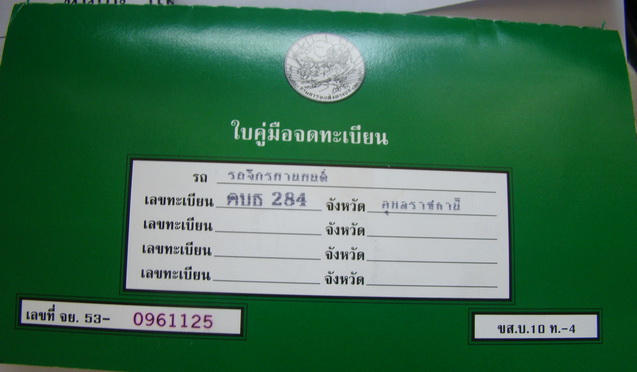 ใบคู่มือจดทะเบียน
รถ รถจักรยานยนต์
เลขทะเบียน คบธ 284 จังหวัด อุบลราชธานี
เลขทะเบียน จังหวัด
เลขทะเบียน จังหวัด
เลขทะเบียน จังหวัด
เลขที่ จย. 53- 0961125
ขส.บ.10 ท.-4